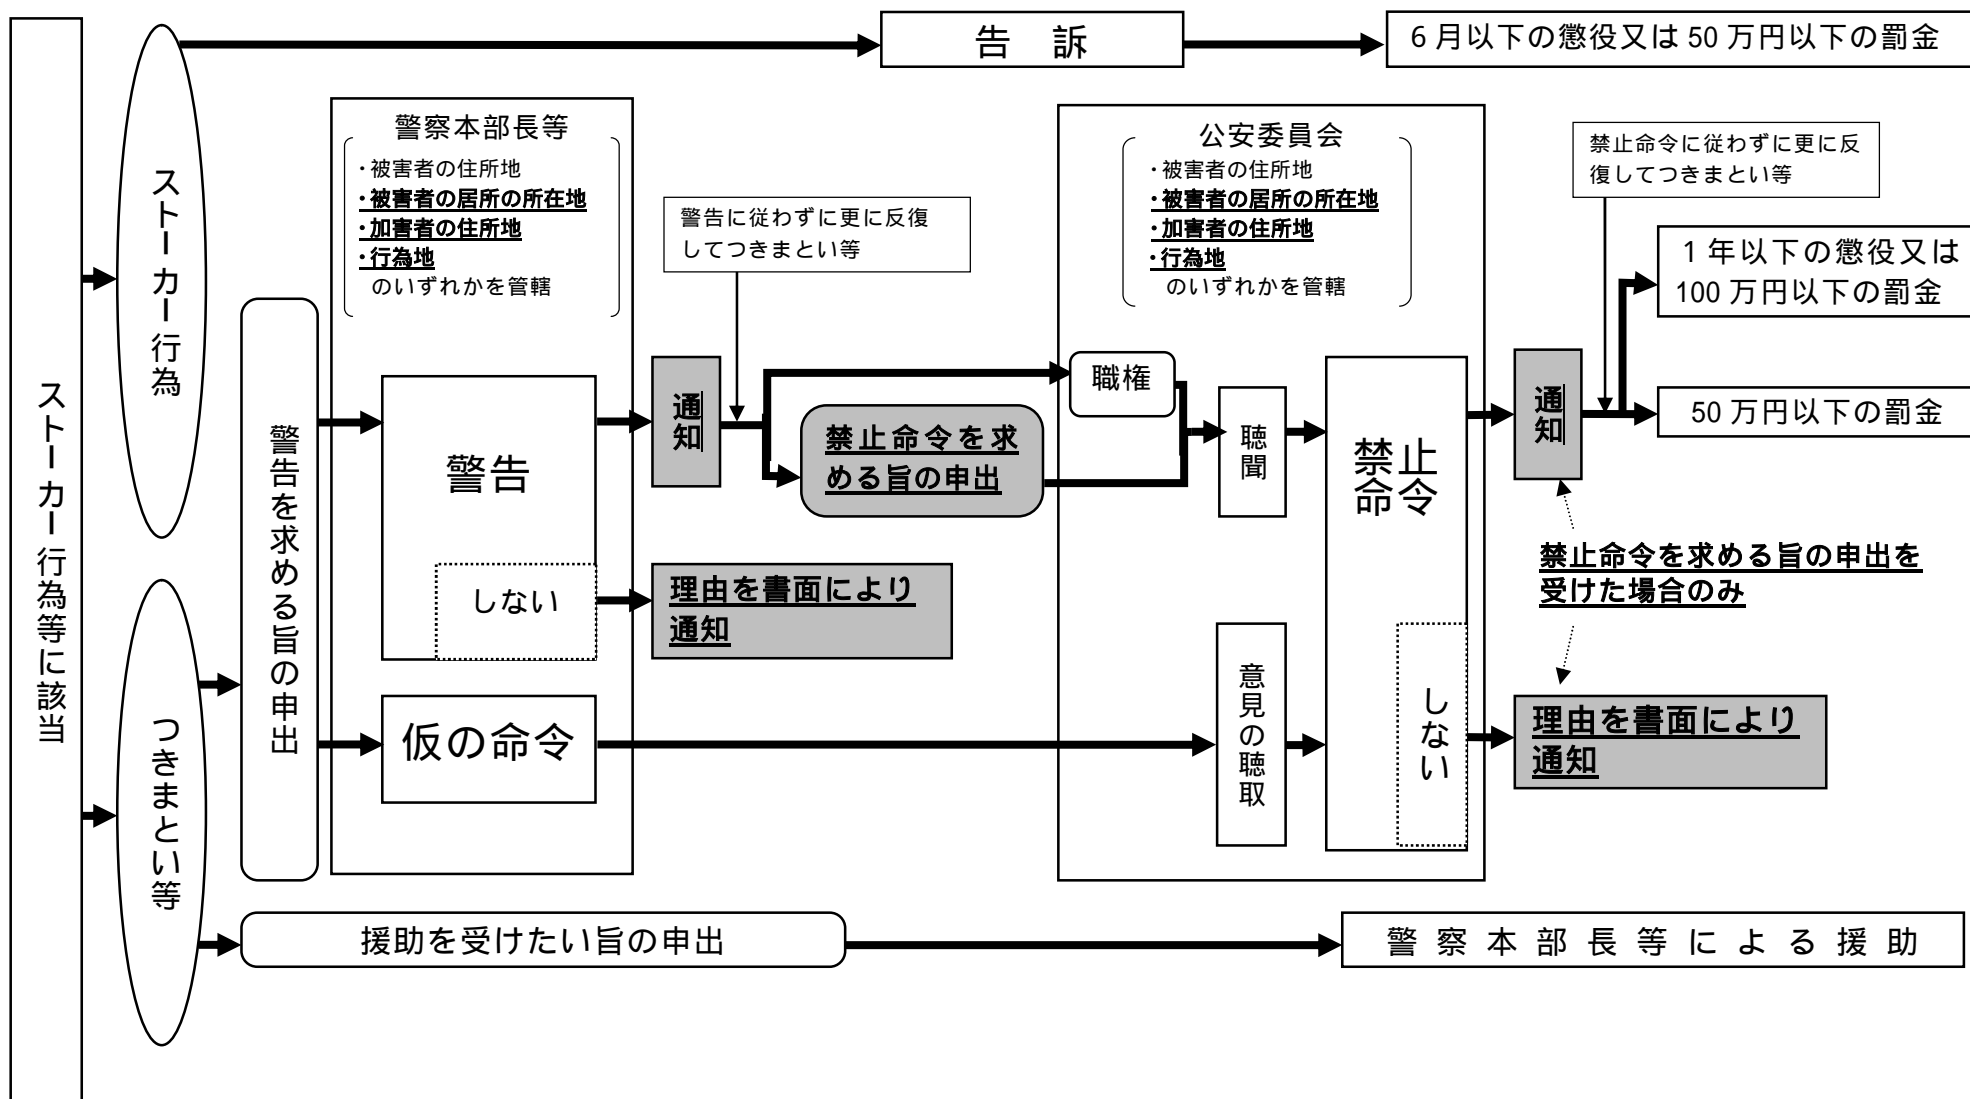 ストーカー行為等に該当
ストーカー行為
つきまとい等
告　訴
6月以下の懲役又は50万円以下の罰金
警告を求める旨の申出
警察本部長等
・被害者の住所地
・被害者の居所の所在地
・加害者の住所地
・行為地
のいずれかを管轄
警告
しない
仮の命令
通知
警告に従わずに更に反復
してつきまとい等
禁止命令を求
める旨の申出
理由を書面により
通知
公安委員会
・被害者の住所地
・被害者の居所の所在地
・加害者の住所地
・行為地
のいずれかを管轄
職権
聴聞
意見の聴取
禁止
命令
しない
通知
禁止命令に従わずに更に反
復してつきまとい等
1年以下の懲役又は
100万円以下の罰金
50万円以下の罰金
禁止命令を求める旨の申出を
受けた場合のみ
理由を書面により
通知
援助を受けたい旨の申出
警察本部長等による援助